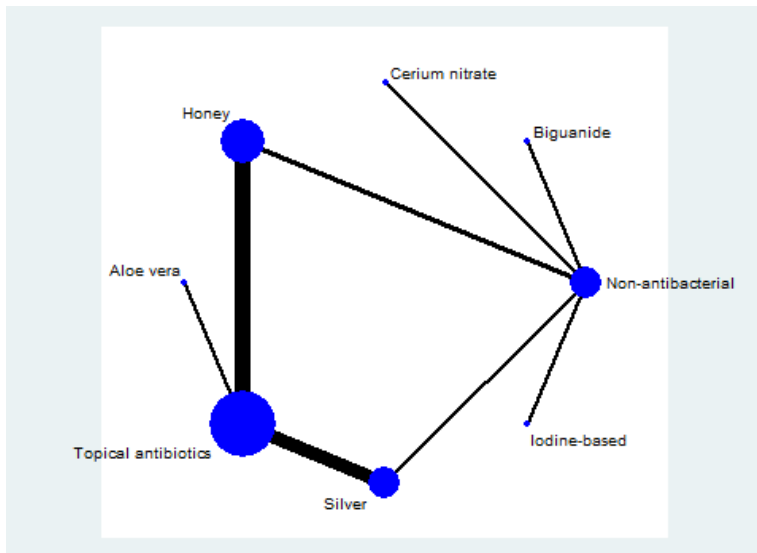 Cerium nitrate
Honey
Biguanide
Aloe vera
Non-antibacterial
Iodine-based
Topical antibiotics
Silver